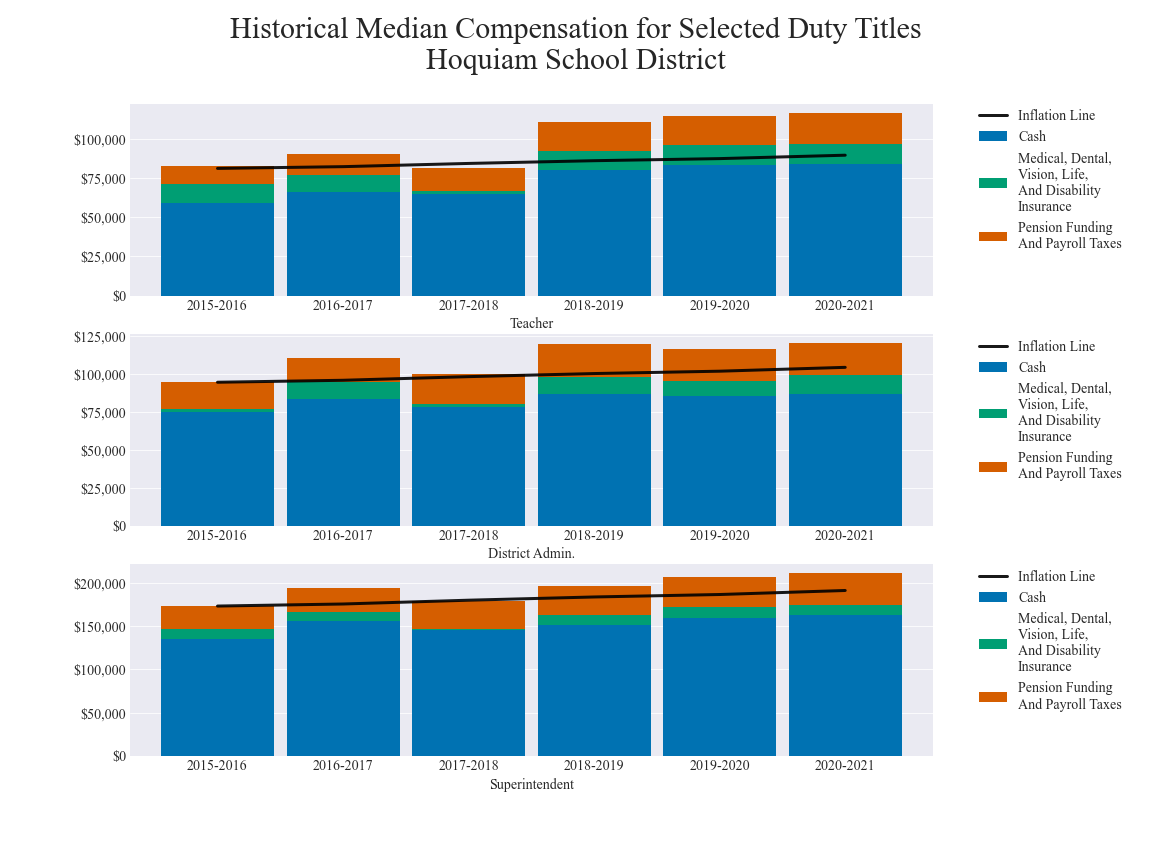 Historical Median Compensation for Selected Duty Titles
Hoquiam School District
$100,000
$75,000
$50,000
$25,000
$0
2015-2016 2016-2017 2017-2018 2018-2019 2019-2020 2020-2021
Teacher
Inflation Line
Cash
Medical, Dental,
Vision, Life,
And Disability
Insurance
Pension Funding
And Payroll Taxes
$125,000
$100,000
$75,000
$50,000
$25,000
$0
2015-2016 2016-2017 2017-2018 2018-2019 2019-2020 2020-2021
District Admin.
Inflation Line
Cash
Medical, Dental,
Vision, Life,
And Disability
Insurance
Pension Funding
And Payroll Taxes
$200,000
$150,000
$100,000
$50,000
$0
2015-2016 2016-2017 2017-2018 2018-2019 2019-2020 2020-2021
Superintendent
Inflation Line
Cash
Medical, Dental,
Vision, Life,
And Disability
Insurance
Pension Funding
And Payroll Taxes